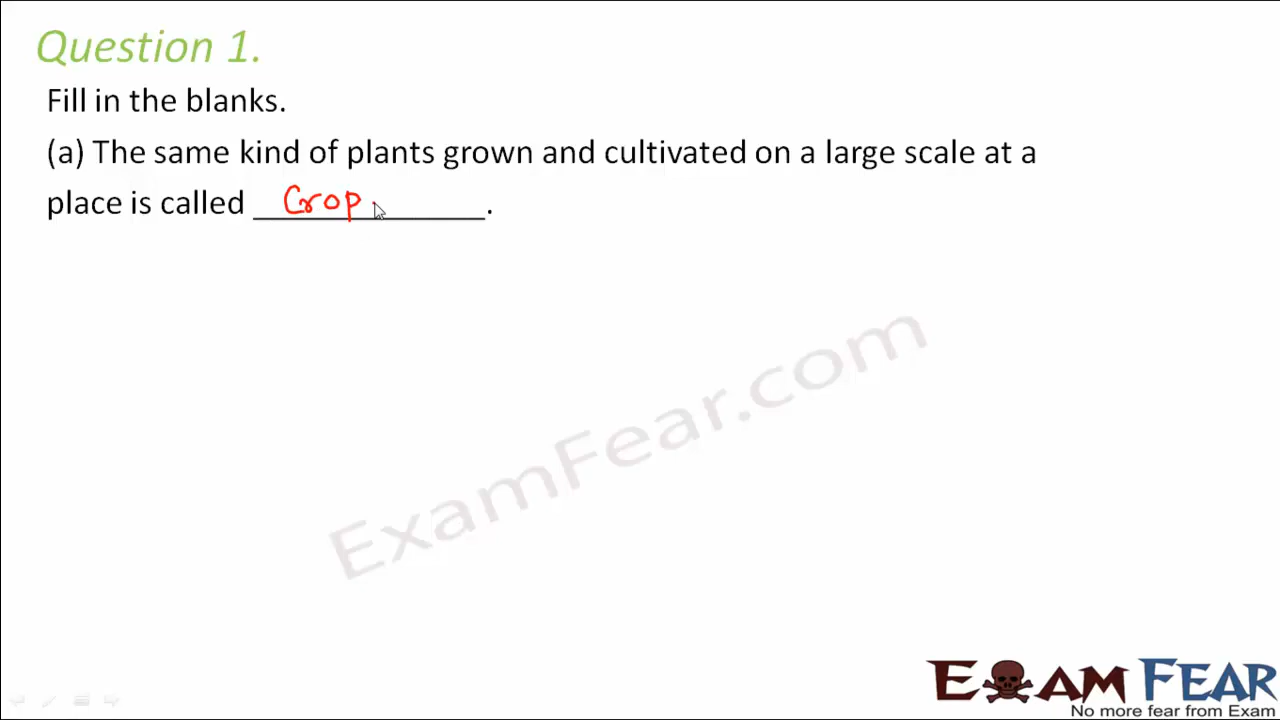 Question 1.
Fill in the blanks.
(a) The same kind of plants grown and cultivated on a large scale at a
place is called Crop.
ExamFear.com
EXAM FEAR
No more fear from Exam